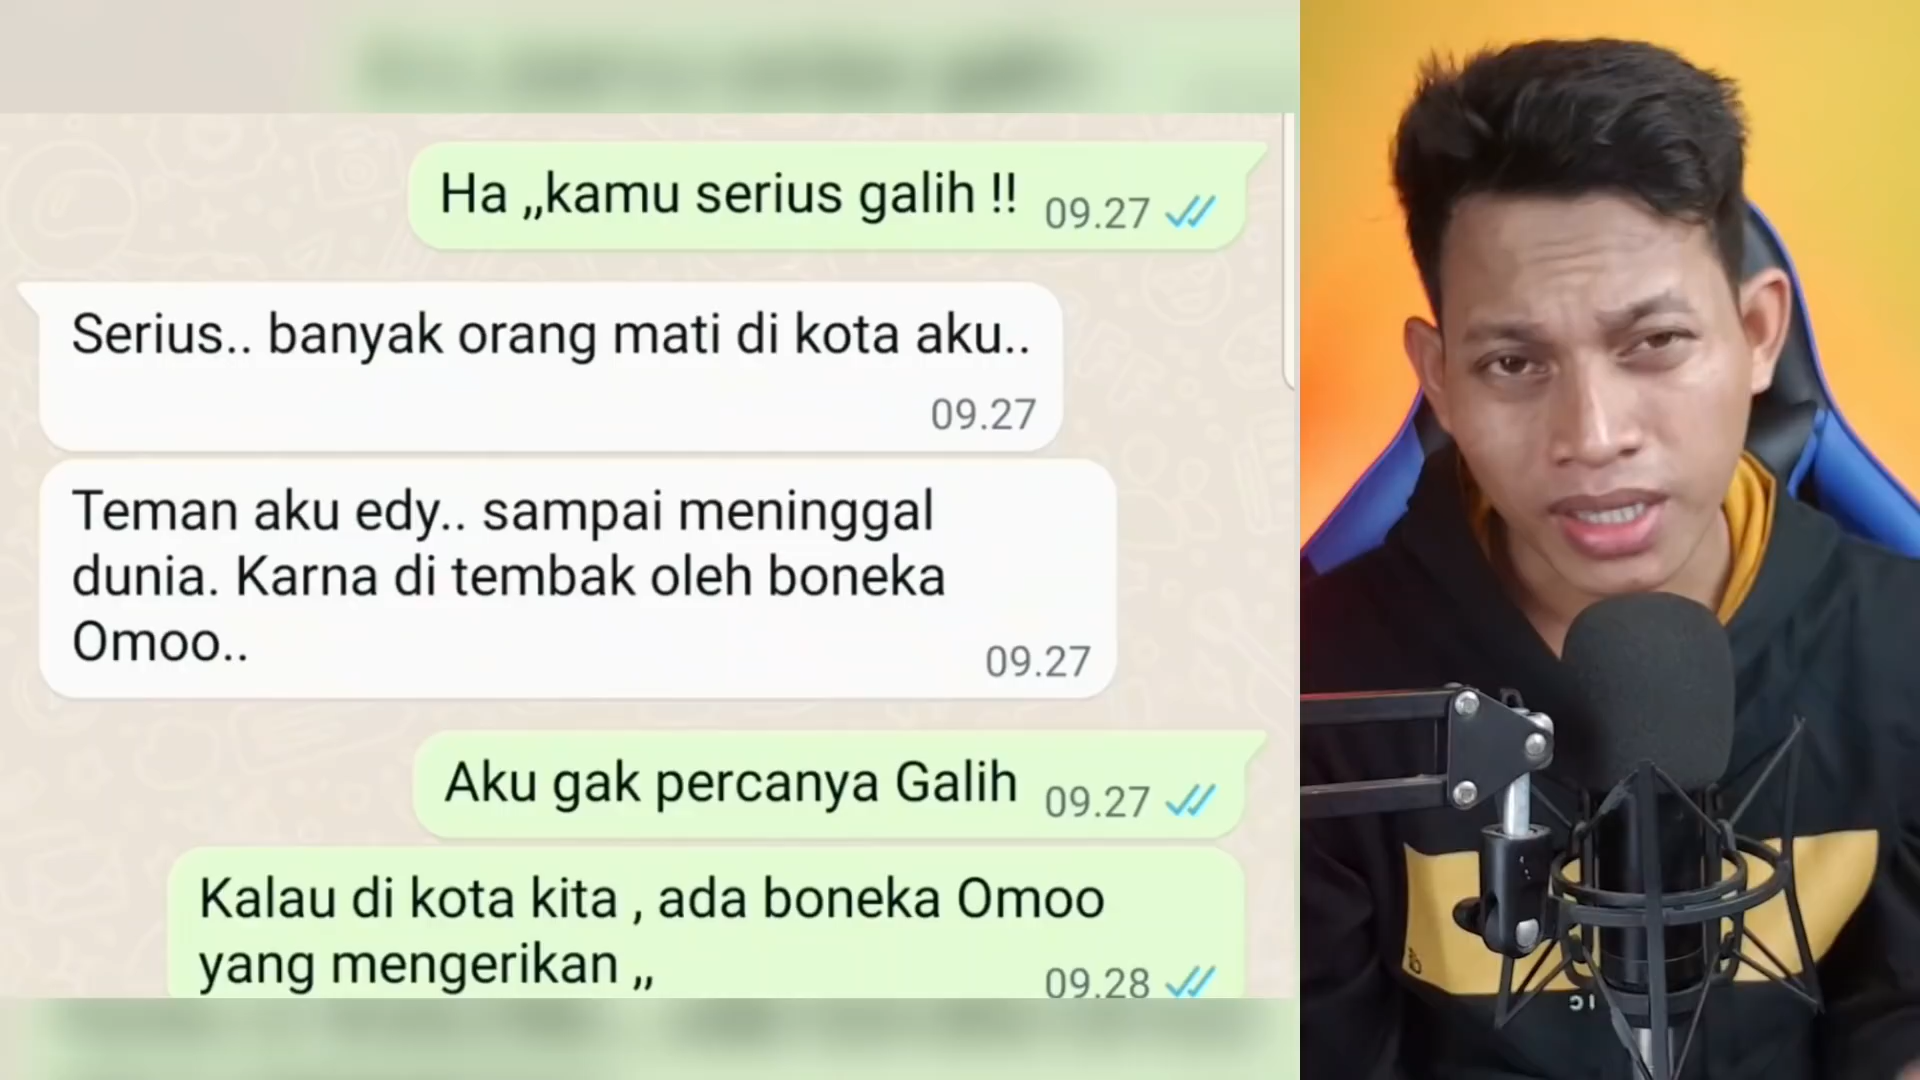 Ha ,,kamu serius galih !! 09.27
Serius.. banyak orang mati di kota aku..
09.27
Teman aku edy.. sampai meninggal
dunia. Karna di tembak oleh boneka
Omoo..
09.27
Aku gak percanya Galih 09.27
Kalau di kota kita , ada boneka Omoo
yang mengerikan ,,
09.28